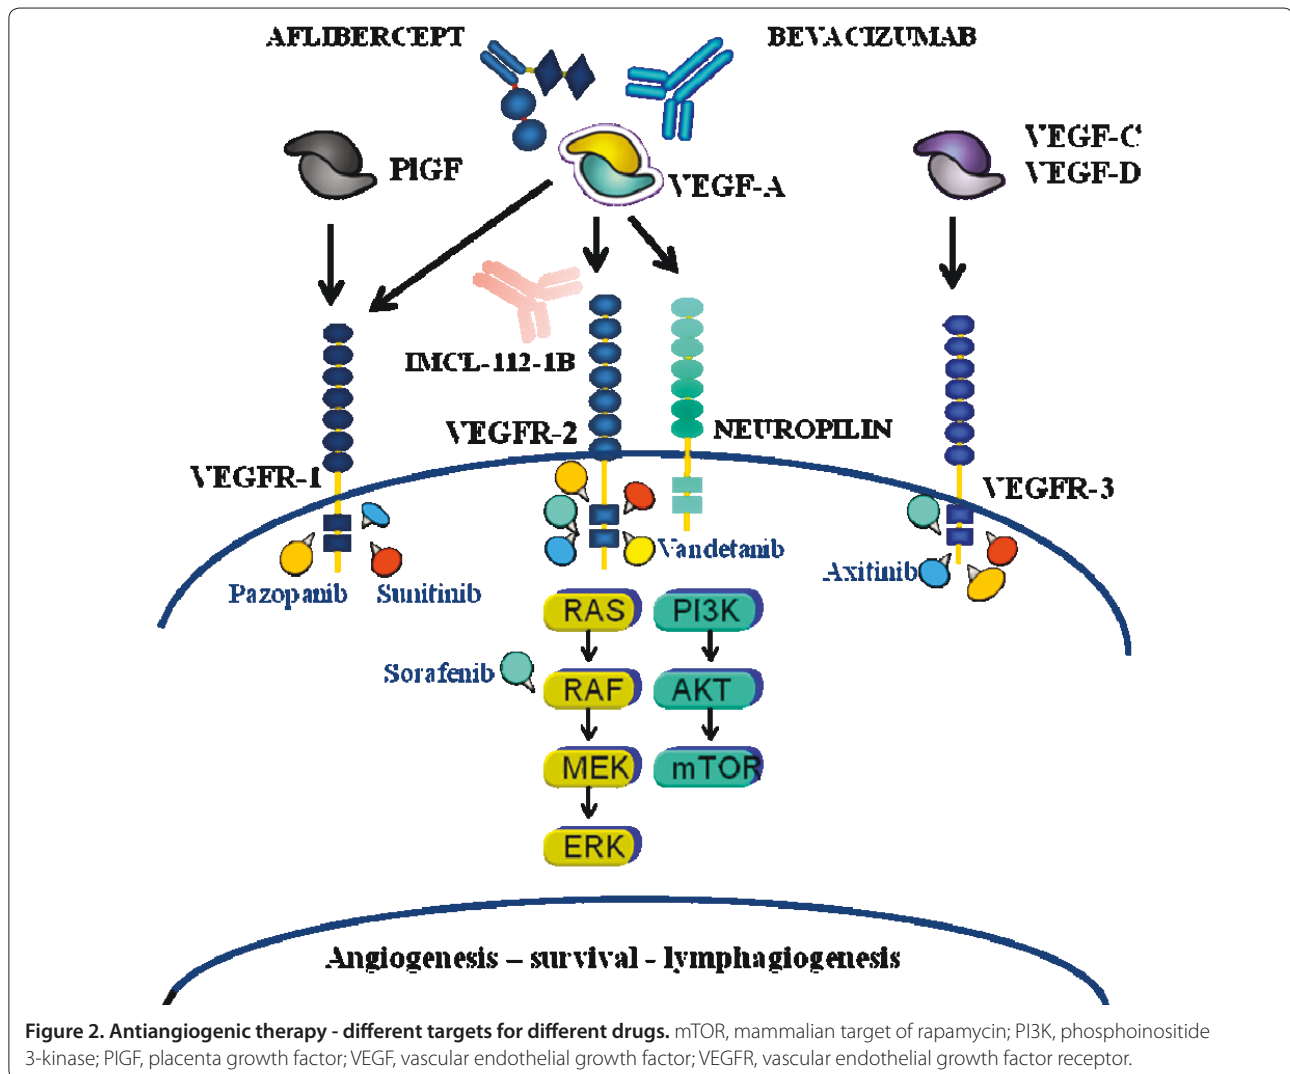 AFLIBERCEPT
BEVACIZUMAB
PlGF
VEGF-A
VEGF-C
VEGF-D
IMCL-112-1B
VEGFR-2
NEUROPILIN
VEGFR-1
VEGFR-3
Vandetanib
Axitinib
Pazopanib
Sunitinib
RAS
PI3K
Sorafenib
RAF
AKT
MEK
mTOR
ERK
Angiogenesis – survival - lymphagiogenesis
Figure 2. Antiangiogenic therapy - different targets for different drugs. mTOR, mammalian target of rapamycin; PI3K, phosphoinositide
3-kinase; PlGF, placenta growth factor; VEGF, vascular endothelial growth factor; VEGFR, vascular endothelial growth factor receptor.